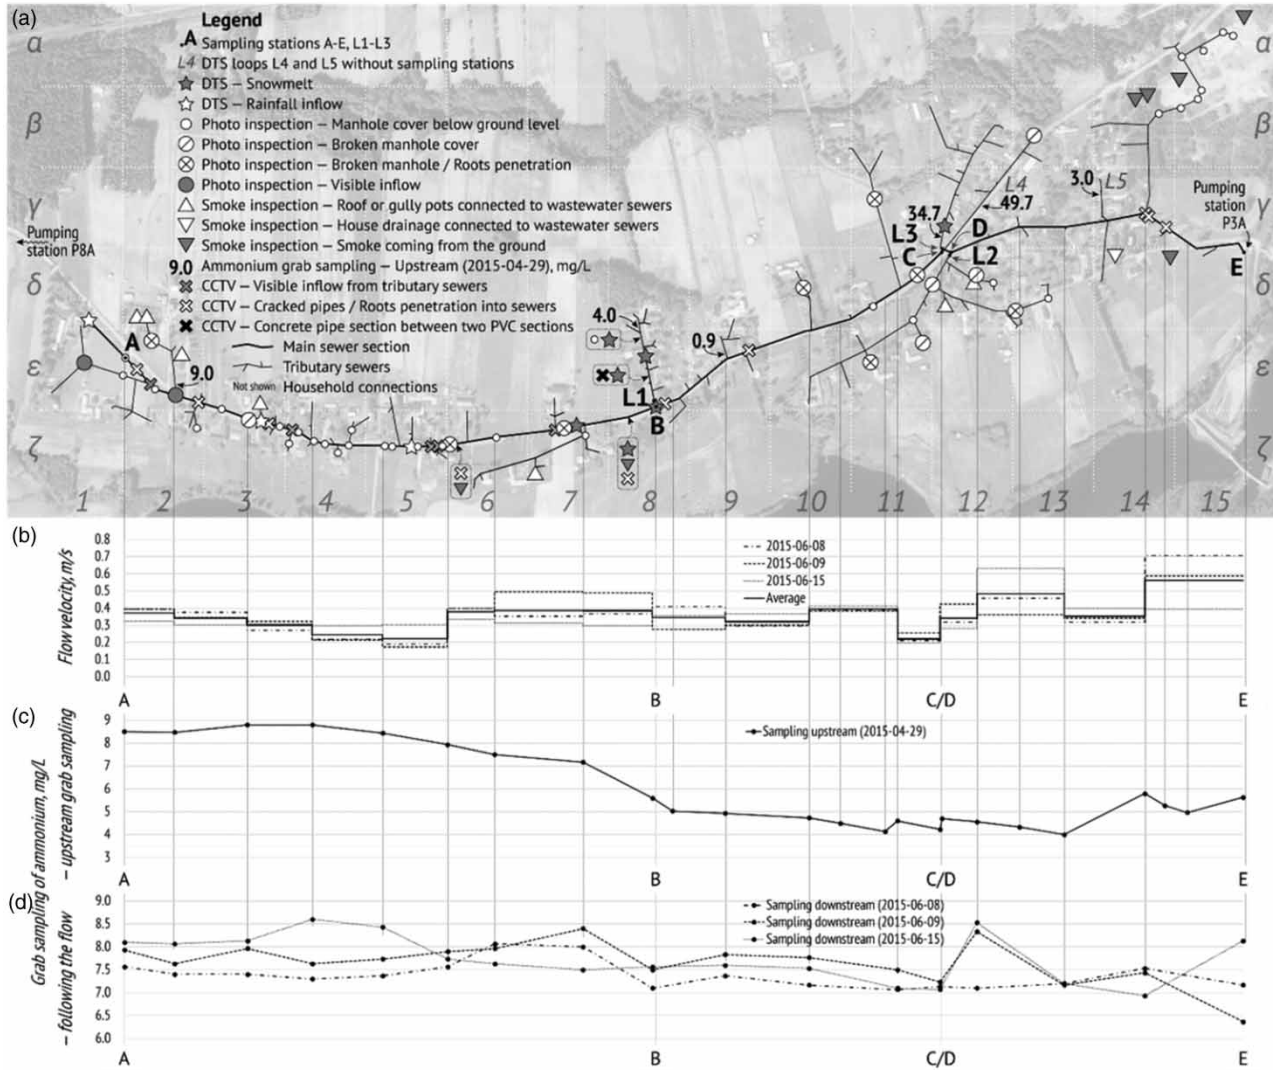 (a)
Legend
.A Sampling stations A-E, L1-L3
L4 DTS loops L4 and L5 without sampling stations
DTS – Snowmelt
DTS – Rainfall inflow
Photo inspection – Manhole cover below ground level
Photo inspection – Broken manhole cover
Photo inspection – Broken manhole / Roots penetration
Photo inspection – Visible inflow
Smoke inspection – Roof or gully pots connected to wastewater sewers
Smoke inspection – House drainage connected to wastewater sewers
Smoke inspection – Smoke coming from the ground
9.0 Ammonium grab sampling – Upstream (2015-04-29), mg/L
CCTV – Visible inflow from tributary sewers
CCTV – Cracked pipes / Roots penetration into sewers
CCTV – Concrete pipe section between two PVC sections
Main sewer section
Tributary sewers
Not shown Household connections
α
β
γ
δ
ε
ζ
α
β
γ
δ
ε
ζ
Pumping
station P8A
Pumping
station
P3A
A
9.0
4.0
L1
B
0.9
34.7
L3
C
D
L2
L4
49.7
3.0
L5
E
1 2 3 4 5 6 7 8 9 10 11 12 13 14 15
(b)
Flow velocity, m/s
0.8
0.7
0.6
0.5
0.4
0.3
0.2
0.1
0.0
2015-06-08
2015-06-09
2015-06-15
Average
A B C/D E
(c)
Grab sampling of ammonium, mg/L
– upstream grab sampling
9
8
7
6
5
4
3
Sampling upstream (2015-04-29)
A B C/D E
(d)
– following the flow
9.0
8.5
8.0
7.5
7.0
6.5
6.0
Sampling downstream (2015-06-08)
Sampling downstream (2015-06-09)
Sampling downstream (2015-06-15)
A B C/D E